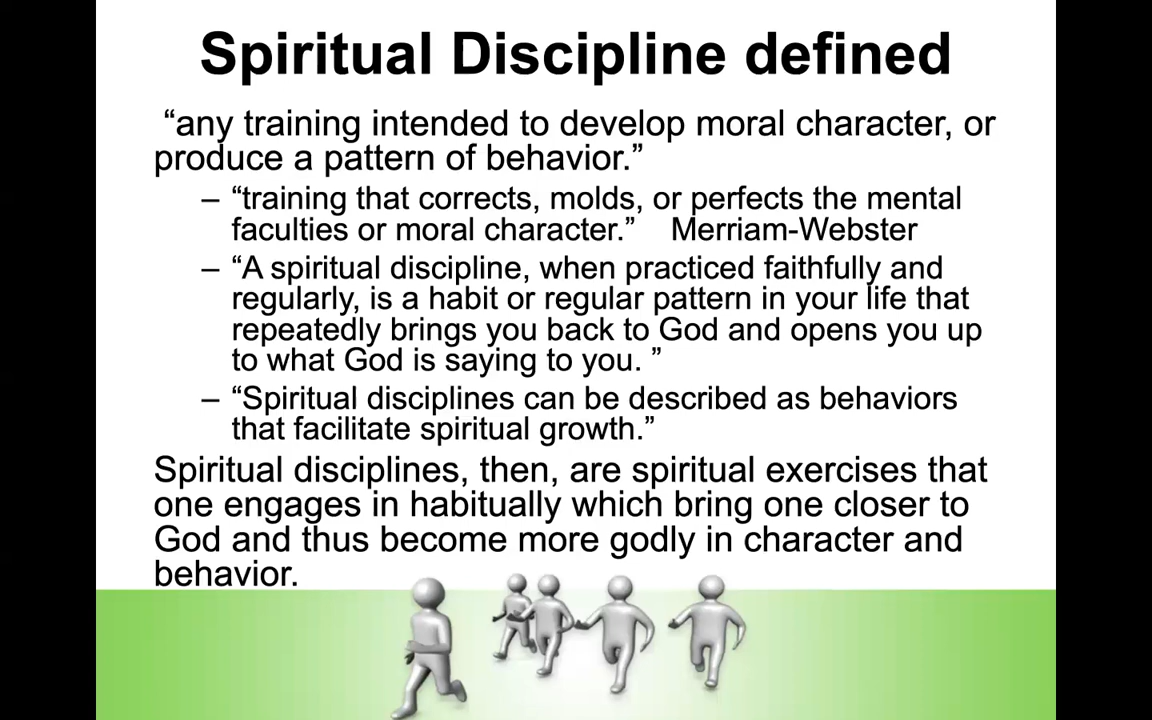 Spiritual Discipline defined
“any training intended to develop moral character, or
produce a pattern of behavior.”
– “training that corrects, molds, or perfects the mental
faculties or moral character.” Merriam-Webster
– “A spiritual discipline, when practiced faithfully and
regularly, is a habit or regular pattern in your life that
repeatedly brings you back to God and opens you up
to what God is saying to you. ”
– “Spiritual disciplines can be described as behaviors
that facilitate spiritual growth.”
Spiritual disciplines, then, are spiritual exercises that
one engages in habitually which bring one closer to
God and thus become more godly in character and
behavior.